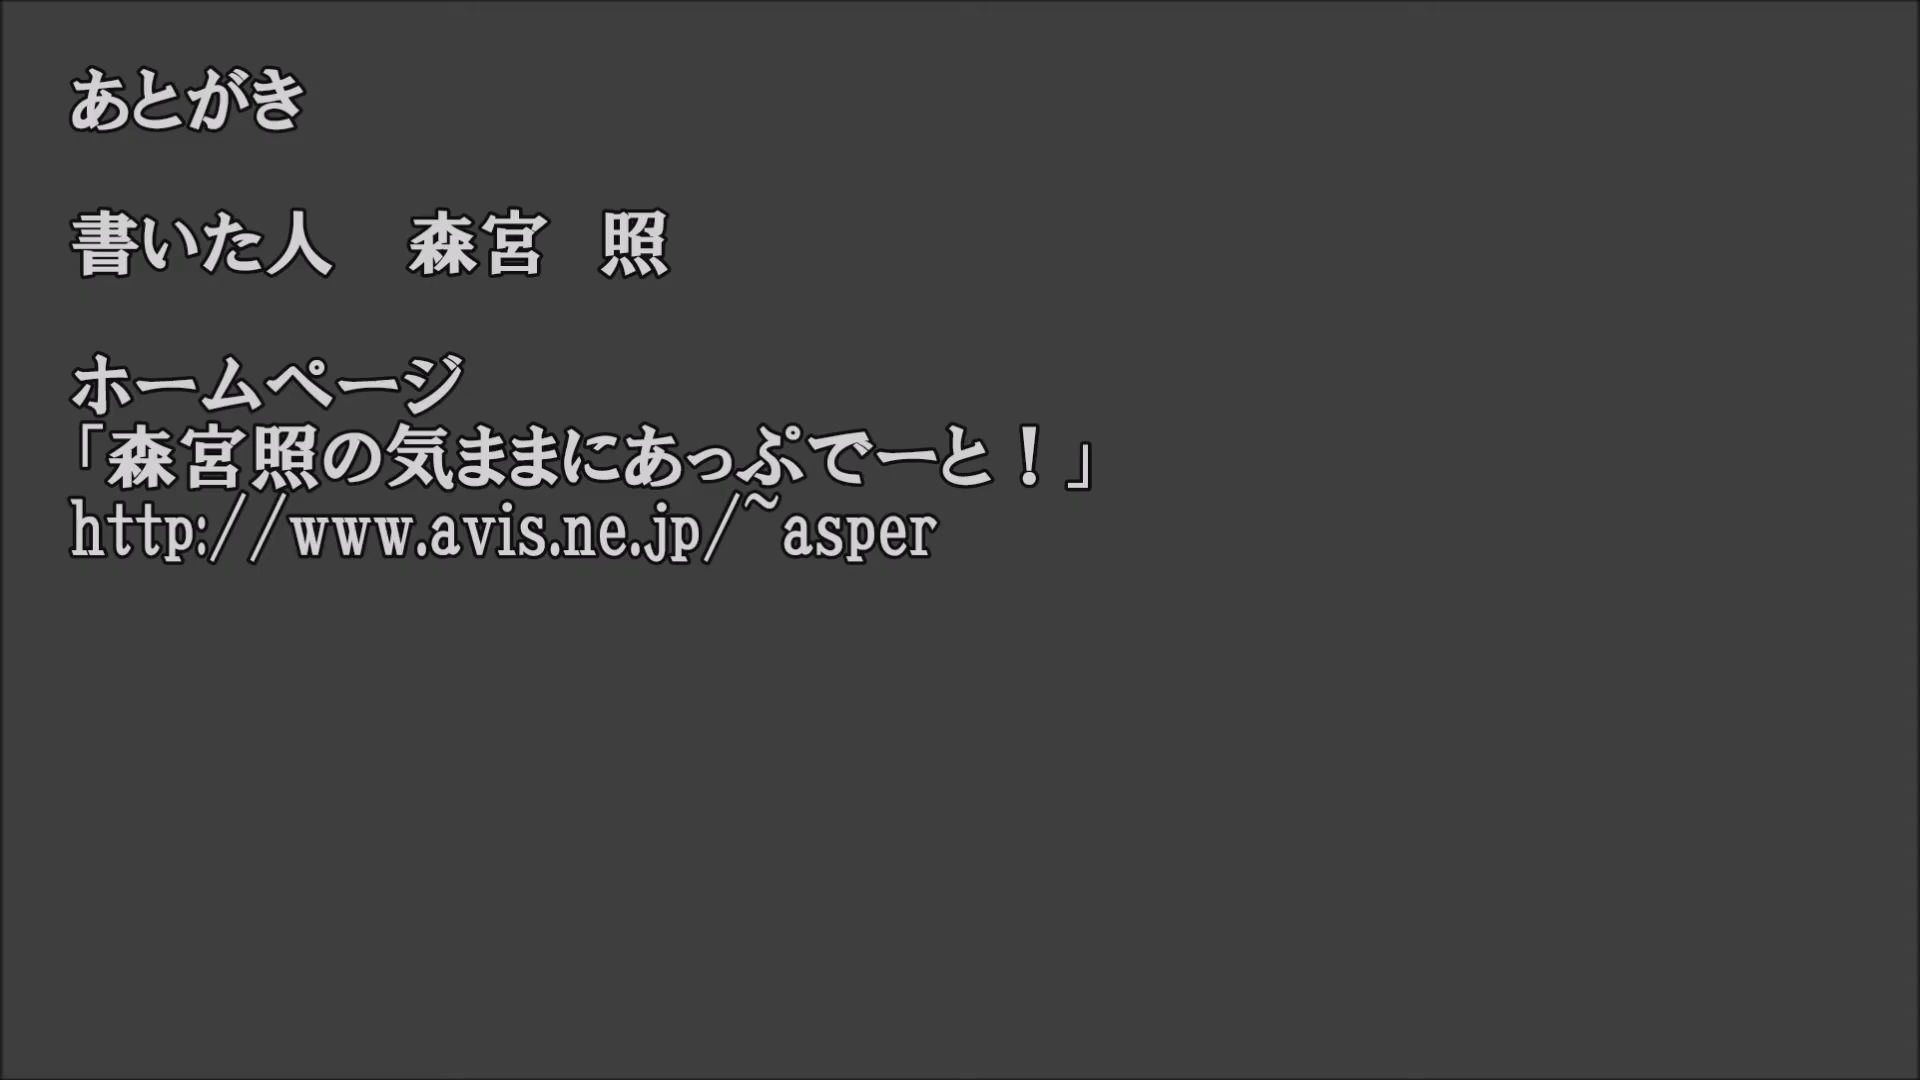 あとがき
書いた人　森宮　照
ホームページ
「森宮照の気ままにあっぷでーと！」
http://www.avis.ne.jp/~asper